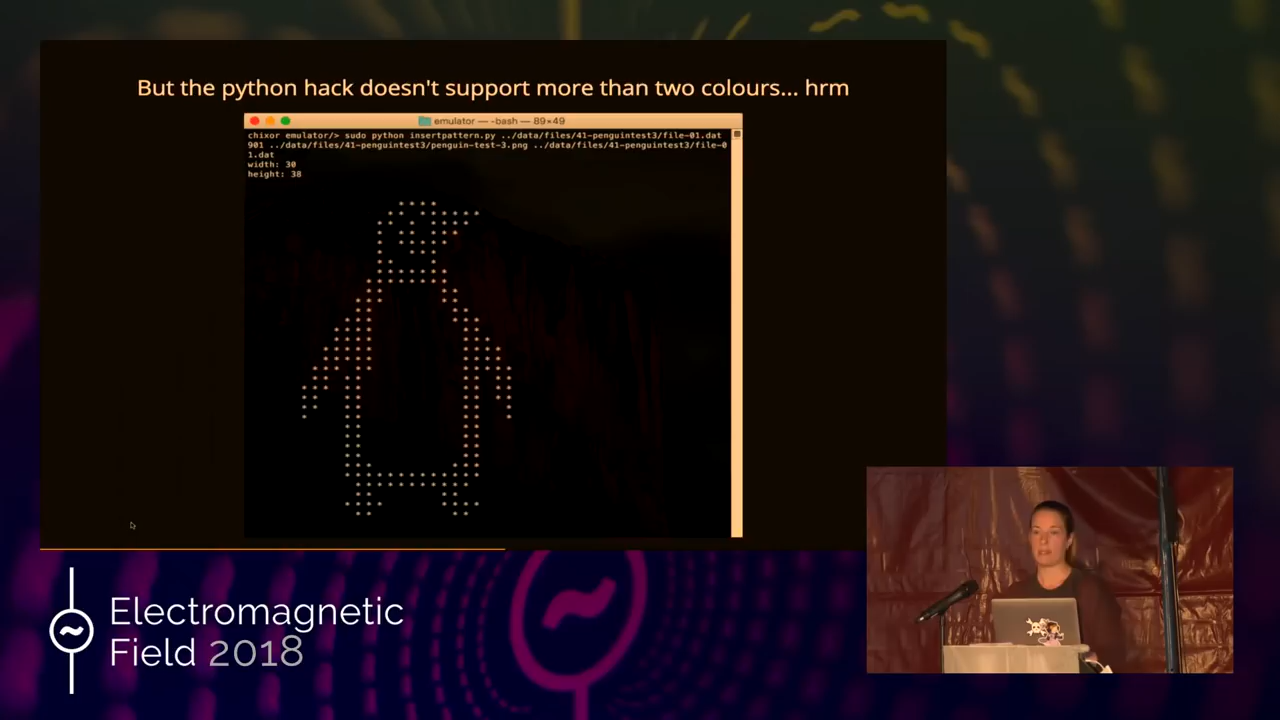 But the python hack doesn't support more than two colours... hrm
emulator — -bash — 89×49
chixor emulator/> sudo python insertpattern.py ../data/files/41-penguintest3/file-01.dat
901 ../data/files/41-penguintest3/penguin-test-3.png ../data/files/41-penguintest3/file-0
1.dat
width: 30
height: 38
Electromagnetic
Field 2018